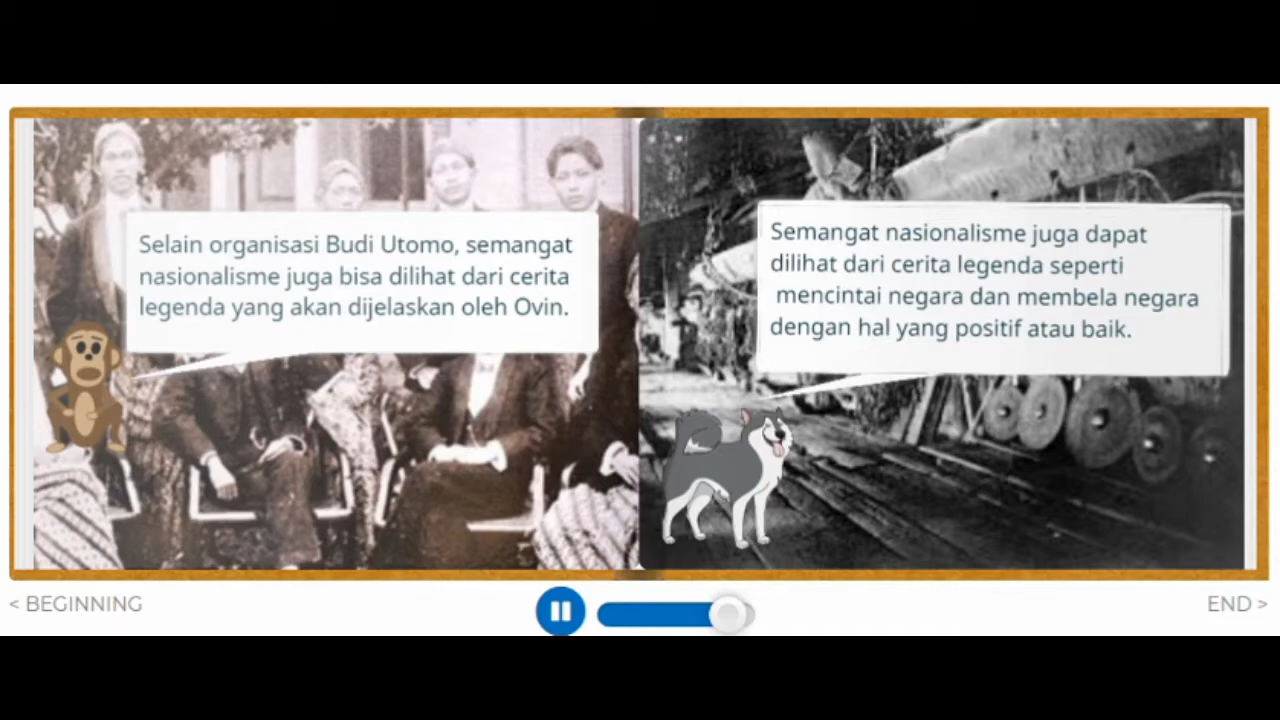 Selain organisasi Budi Utomo, semangat
nasionalisme juga bisa dilihat dari cerita
legenda yang akan dijelaskan oleh Ovin.
Semangat nasionalisme juga dapat
dilihat dari cerita legenda seperti
mencintai negara dan membela negara
dengan hal yang positif atau baik.
< BEGINNING
END >